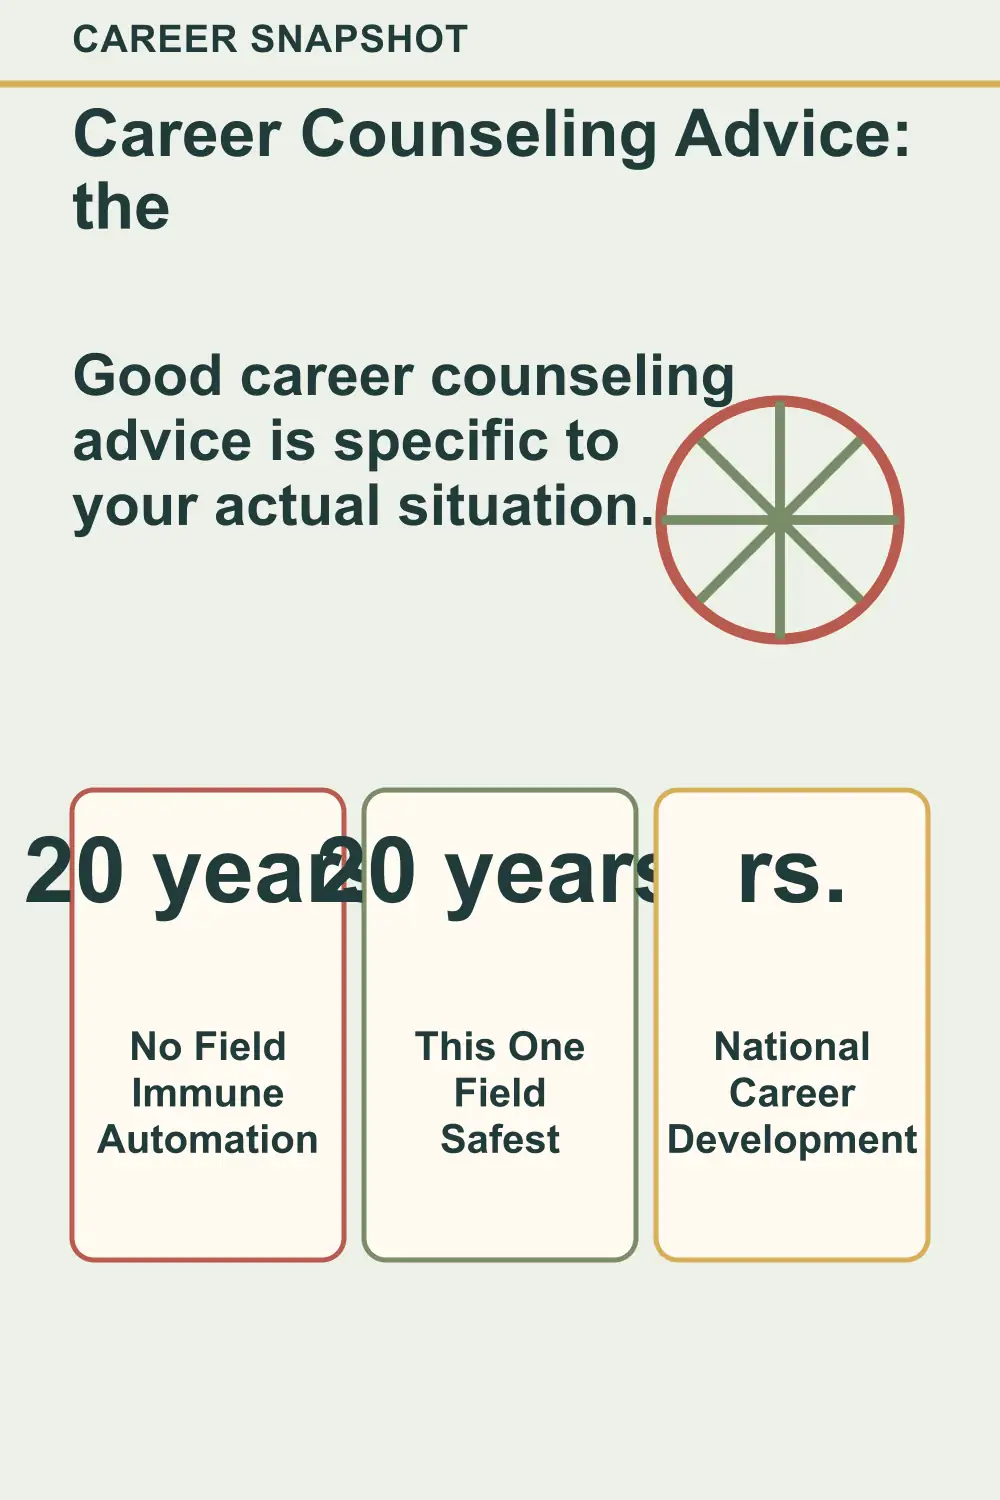 CAREER SNAPSHOT
Career Counseling Advice:
the
Good career counseling
advice is specific to
your actual situation.
20 years
20 years
rs.
No Field
Immune
Automation
This One
Field
Safest
National
Career
Development